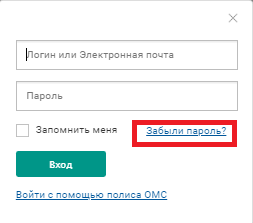 Логин или Электронная почта
Пароль
Запомнить меня Забыли пароль?
Вход
Войти с помощью полиса ОМС